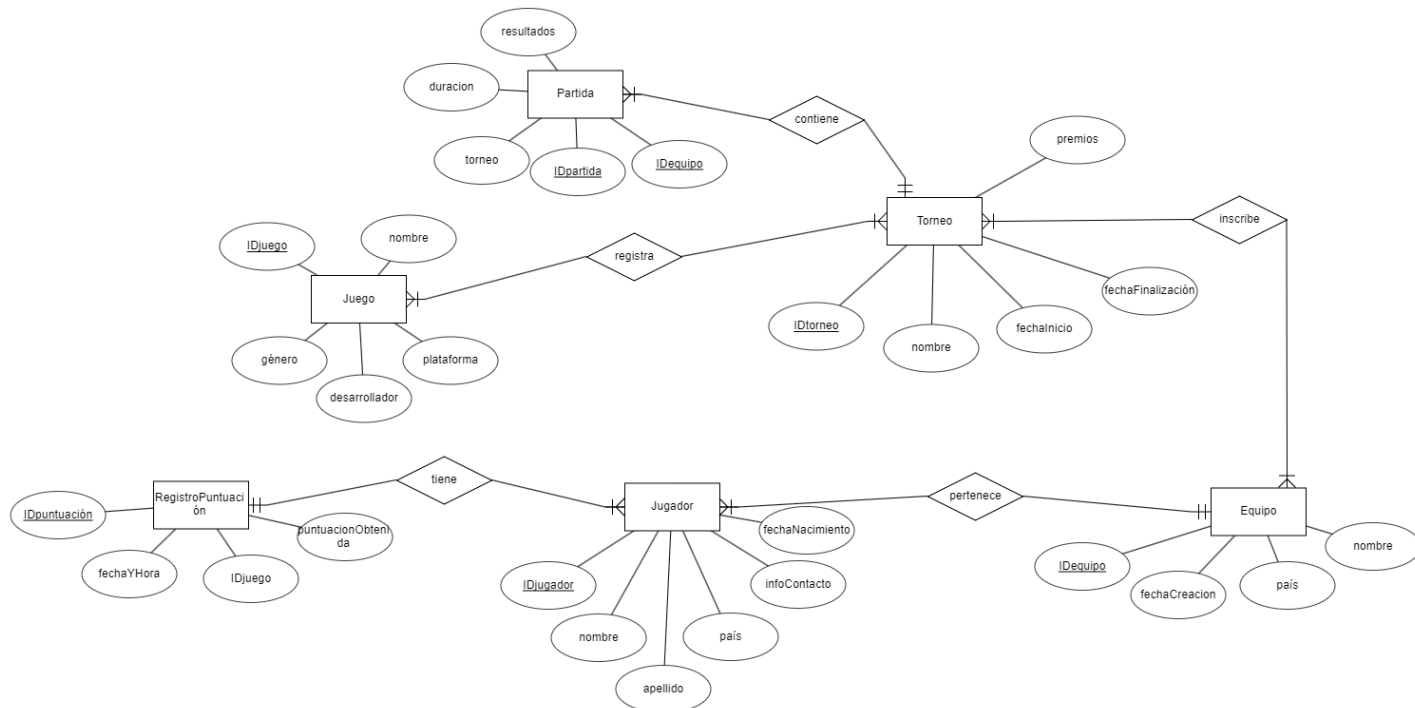 resultados
duracion
Partida
contiene
premios
torneo
IDpartida
IDequipo
Torneo
inscribe
IDjuego
nombre
registra
Juego
fechaFinalización
IDtorneo
fechaInicio
nombre
género
plataforma
desarrollador
tiene
RegistroPuntuaci
ón
Jugador
pertenece
Equipo
IDpuntuación
puntuacionObteni
da
fechaNacimiento
nombre
fechaYHora
IDjuego
IDjugador
infoContacto
IDequipo
fechaCreacion
país
nombre
país
apellido